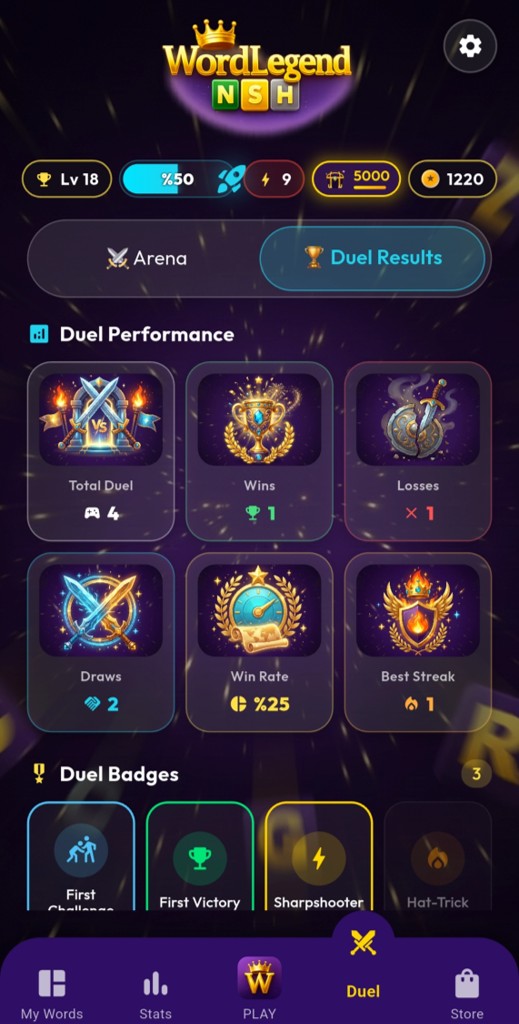 WordLegend
NSH
Lv 18
%50
9
5000
1220
Arena
Duel Results
Duel Performance
VS
Total Duel
4
Wins
1
Losses
1
Draws
2
Win Rate
%25
Best Streak
1
Duel Badges
3
First
Challenge
First Victory
Sharpshooter
Hat-Trick
My Words
Stats
W
PLAY
Duel
Store